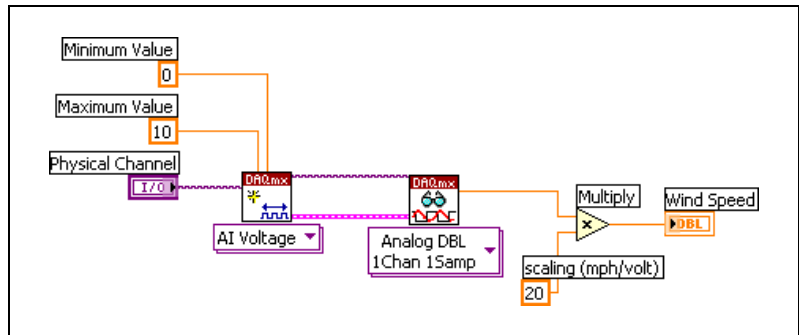 Minimum Value
0
Maximum Value
10
Physical Channel
I/O
DAQmx
AI Voltage
DAQmx
Analog DBL
1Chan 1Samp
Multiply
x
Wind Speed
DBL
scaling (mph/volt)
20